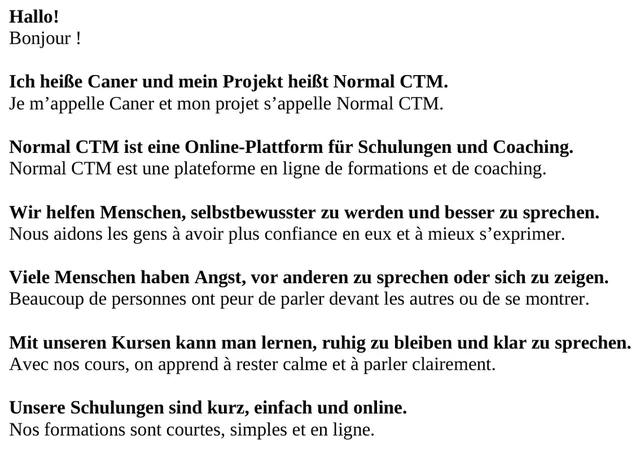 Hallo!
Bonjour !
Ich heiße Caner und mein Projekt heißt Normal CTM.
Je m’appelle Caner et mon projet s’appelle Normal CTM.
Normal CTM ist eine Online-Plattform für Schulungen und Coaching.
Normal CTM est une plateforme en ligne de formations et de coaching.
Wir helfen Menschen, selbstbewusster zu werden und besser zu sprechen.
Nous aidons les gens à avoir plus confiance en eux et à mieux s’exprimer.
Viele Menschen haben Angst, vor anderen zu sprechen oder sich zu zeigen.
Beaucoup de personnes ont peur de parler devant les autres ou de se montrer.
Mit unseren Kursen kann man lernen, ruhig zu bleiben und klar zu sprechen.
Avec nos cours, on apprend à rester calme et à parler clairement.
Unsere Schulungen sind kurz, einfach und online.
Nos formations sont courtes, simples et en ligne.